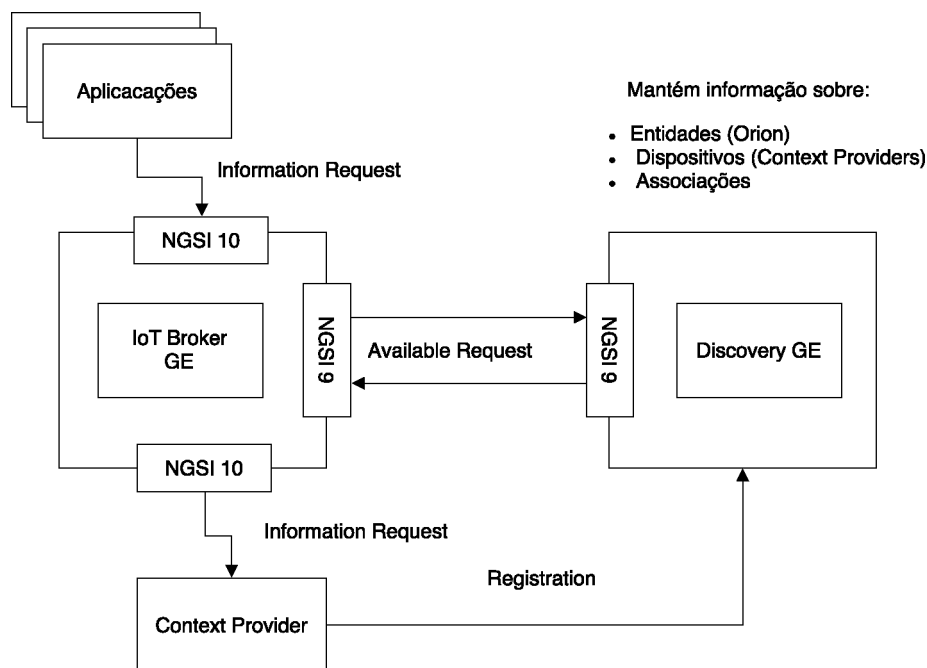 Aplicacações
Mantém informação sobre:
• Entidades (Orion)
• Dispositivos (Context Providers)
• Associações
Information Request
NGSI 10
IoT Broker
GE
NGSI 9
Available Request
NGSI 9
Discovery GE
NGSI 10
Information Request
Registration
Context Provider